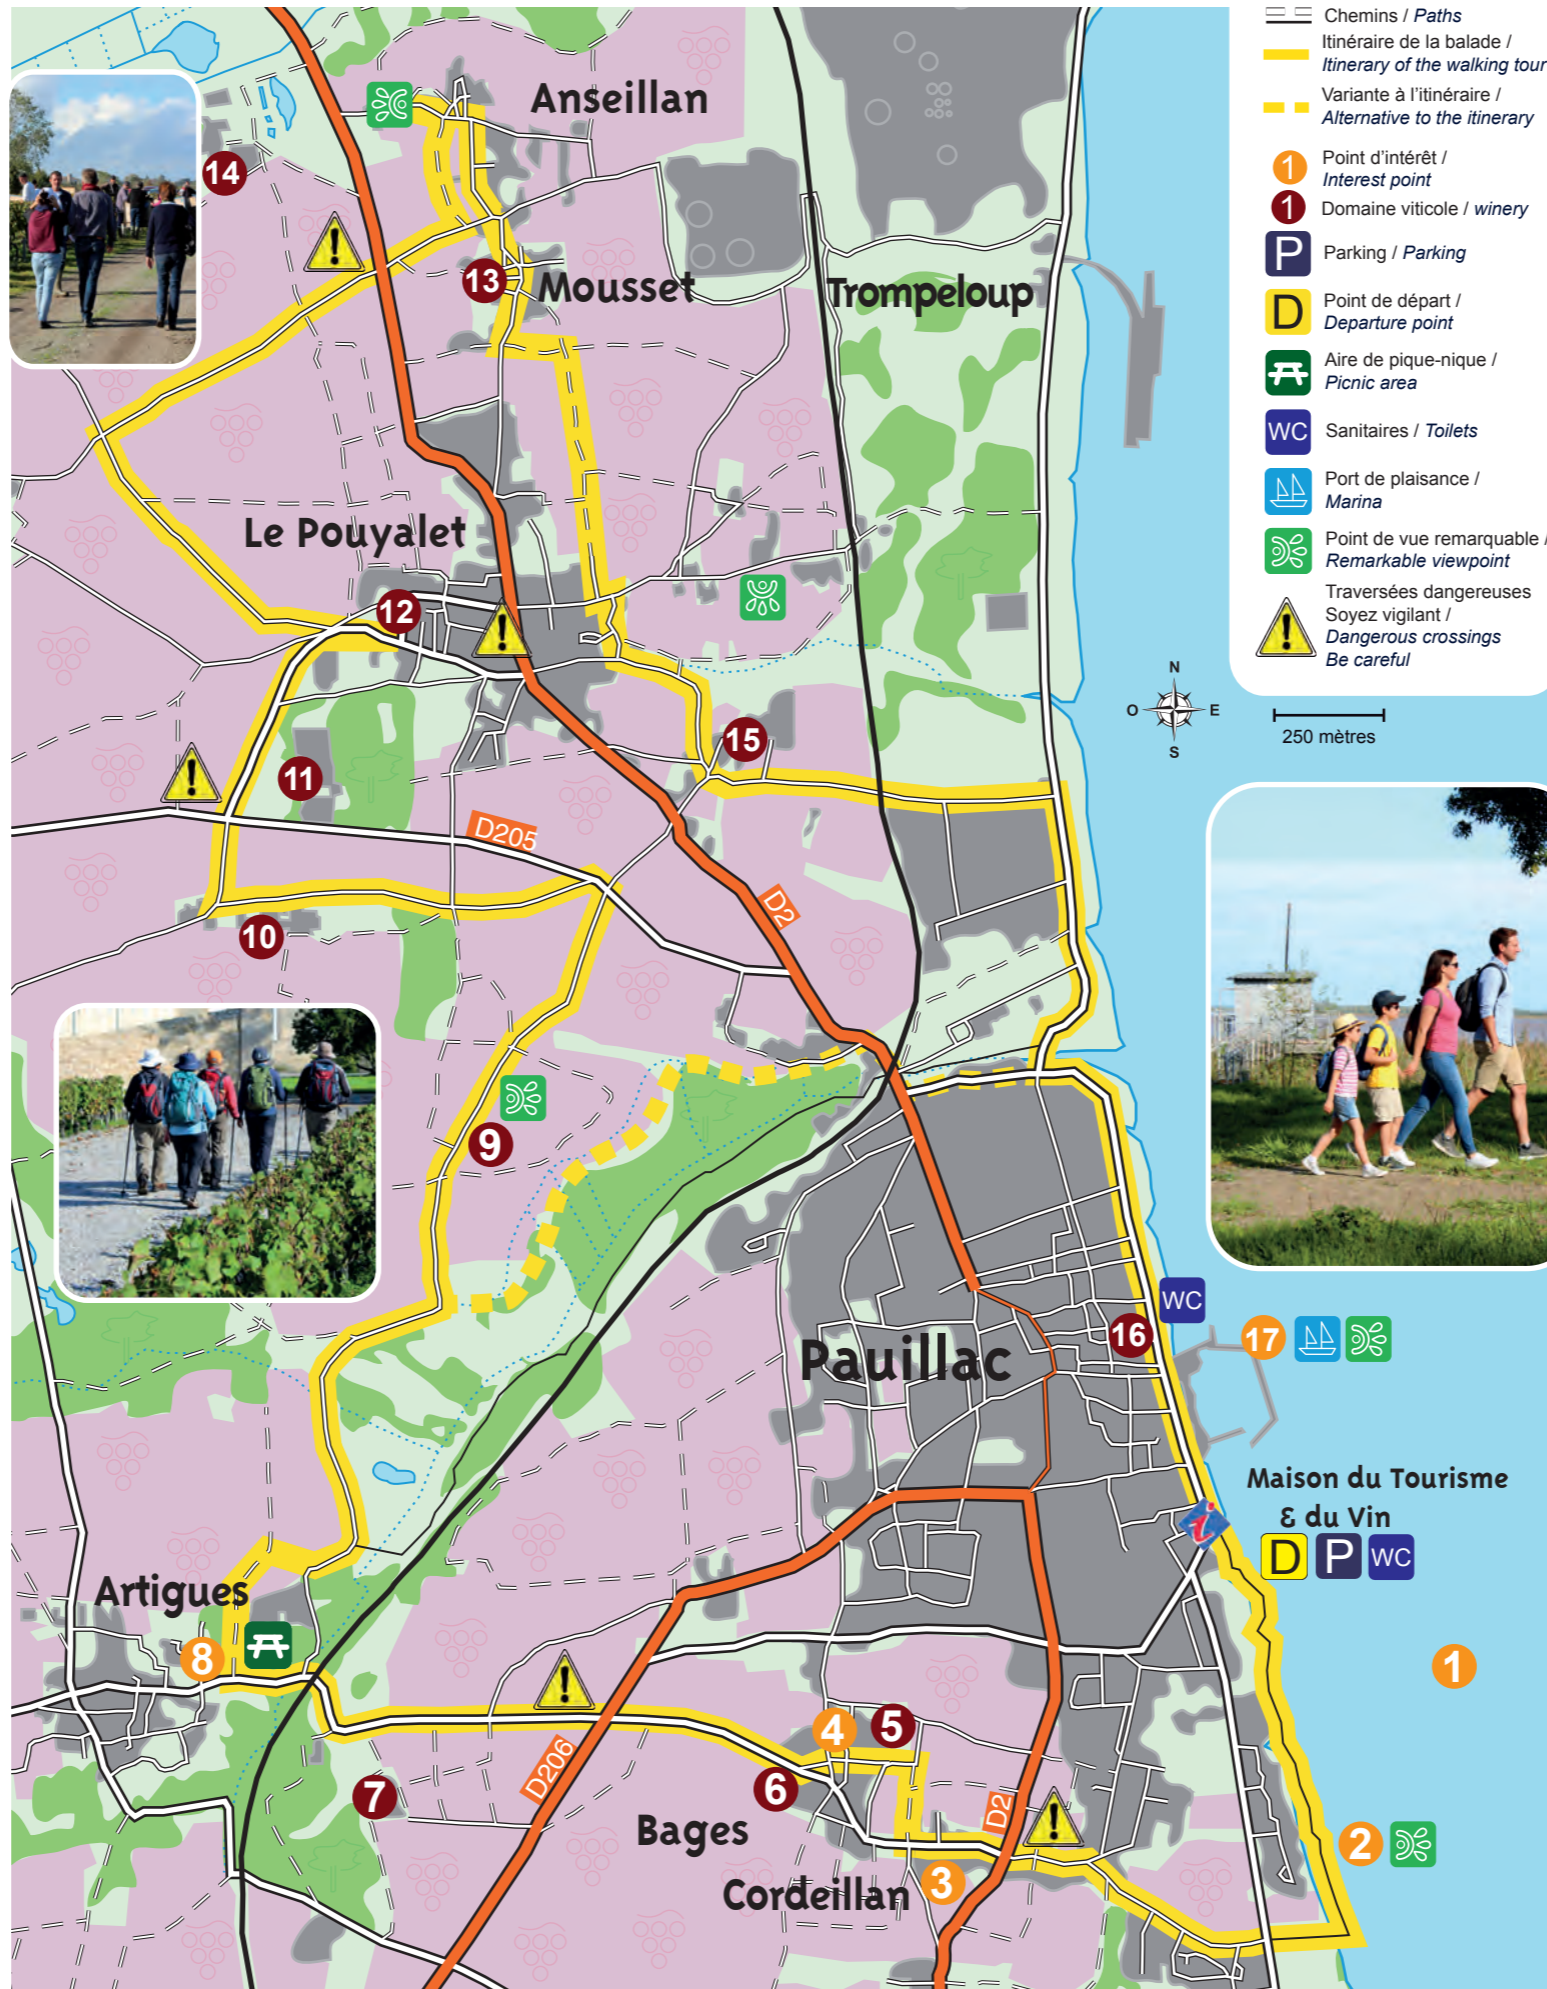 Chemins / Paths
Itinéraire de la balade /
Itinerary of the walking tour
Variante à l'itinéraire /
Alternative to the itinerary
1
Point d'intérêt /
Interest point
1
Domaine viticole / winery
P
Parking / Parking
D
Point de départ /
Departure point
Aire de pique-nique /
Picnic area
WC
Sanitaires / Toilets
Port de plaisance /
Marina
Point de vue remarquable /
Remarkable viewpoint
Traversées dangereuses
Soyez vigilant /
Dangerous crossings
Be careful
N
O E
S
250 mètres
Anseillan
14
!
13
Mousset
Trompeloup
Le Pouyalet
12
!
15
!
11
D205
D2
10
9
WC
16
17
Pauillac
Maison du Tourisme
& du Vin
i
D P WC
Artigues
8
1
!
4
5
D206
6
7
D2
!
Bages
2
Cordeillan
3